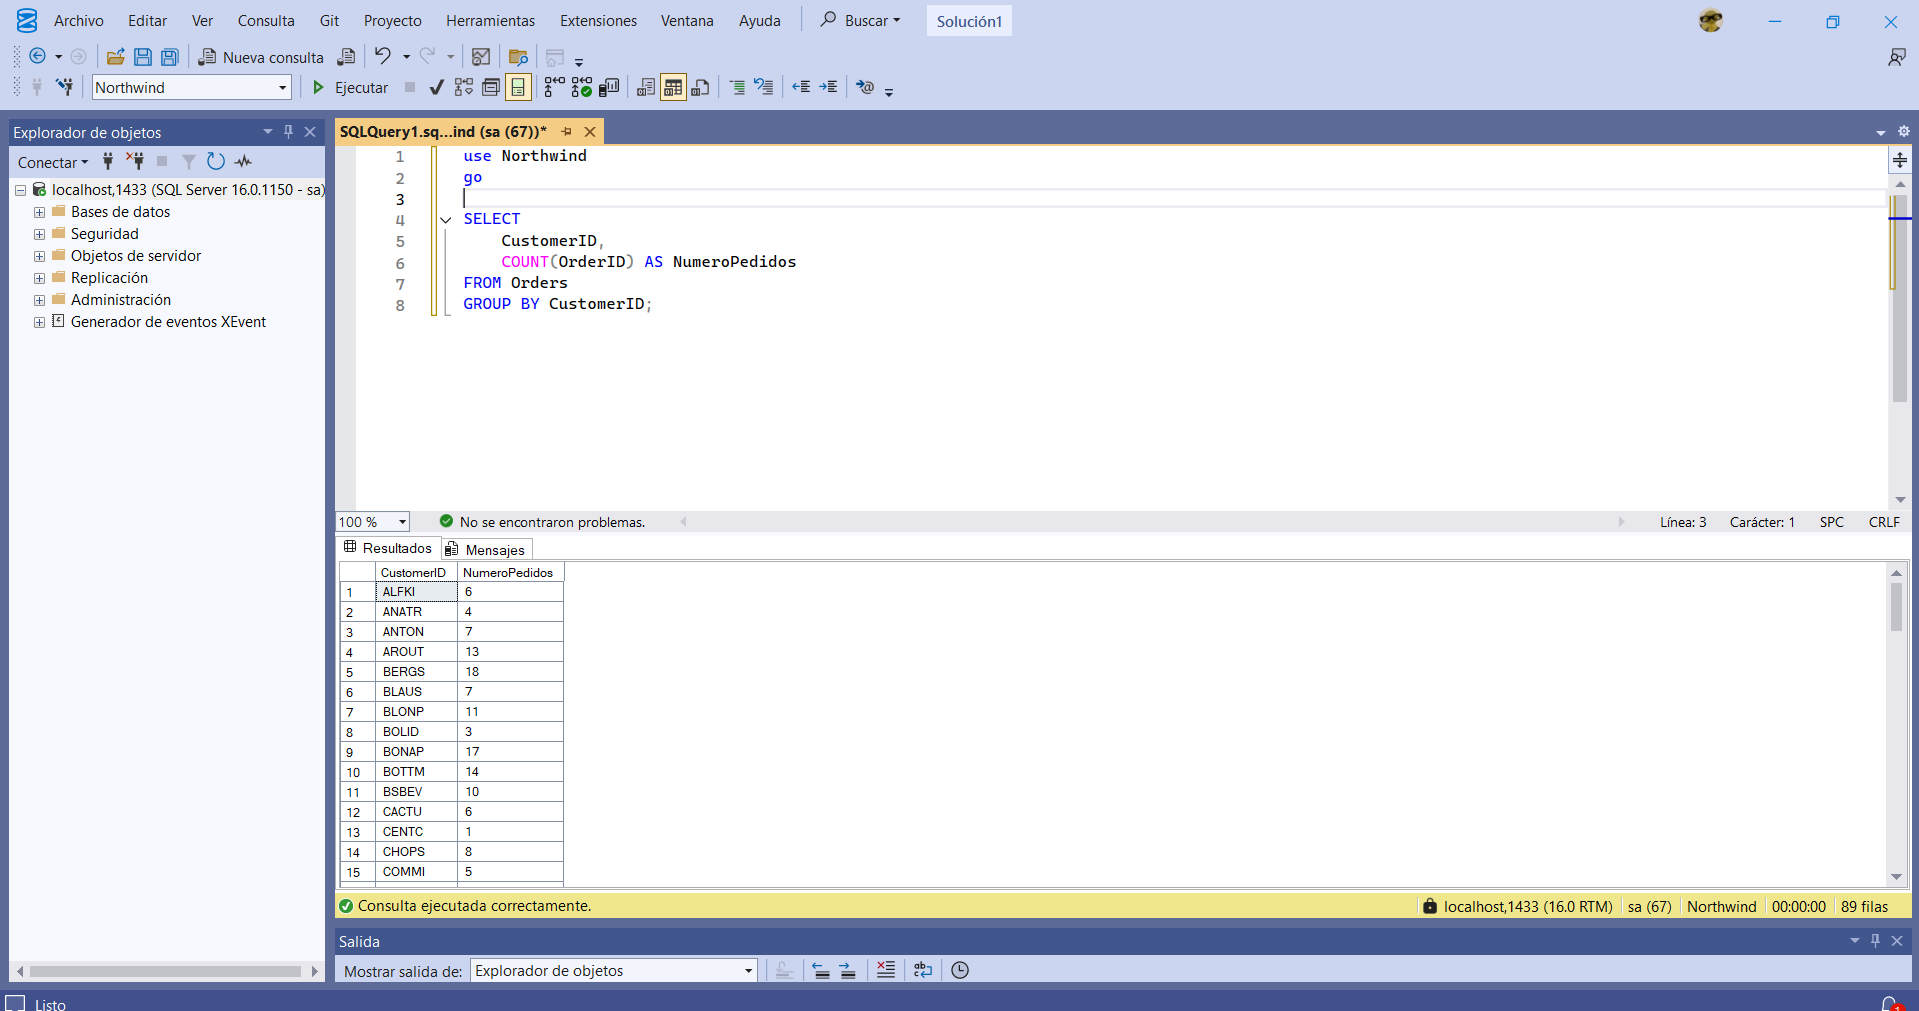 Archivo Editar Ver Consulta Git Proyecto Herramientas Extensiones Ventana Ayuda Buscar Solución1
Nueva consulta
Northwind Ejecutar
Explorador de objetos
Conectar
localhost,1433 (SQL Server 16.0.1150 - sa)
Bases de datos
Seguridad
Objetos de servidor
Replicación
Administración
Generador de eventos XEvent
SQLQuery1.sq...ind (sa (67))*
1 use Northwind
2 go
3
4 SELECT
5 CustomerID,
6 COUNT(OrderID) AS NumeroPedidos
7 FROM Orders
8 GROUP BY CustomerID;
100 % No se encontraron problemas. Línea: 3 Carácter: 1 SPC CRLF
Resultados Mensajes
CustomerID NumeroPedidos
1 ALFKI 6
2 ANATR 4
3 ANTON 7
4 AROUT 13
5 BERGS 18
6 BLAUS 7
7 BLONP 11
8 BOLID 3
9 BONAP 17
10 BOTTM 14
11 BSBEV 10
12 CACTU 6
13 CENTC 1
14 CHOPS 8
15 COMMI 5
Consulta ejecutada correctamente. localhost,1433 (16.0 RTM) sa (67) Northwind 00:00:00 89 filas
Salida
Mostrar salida de: Explorador de objetos
Listo
1